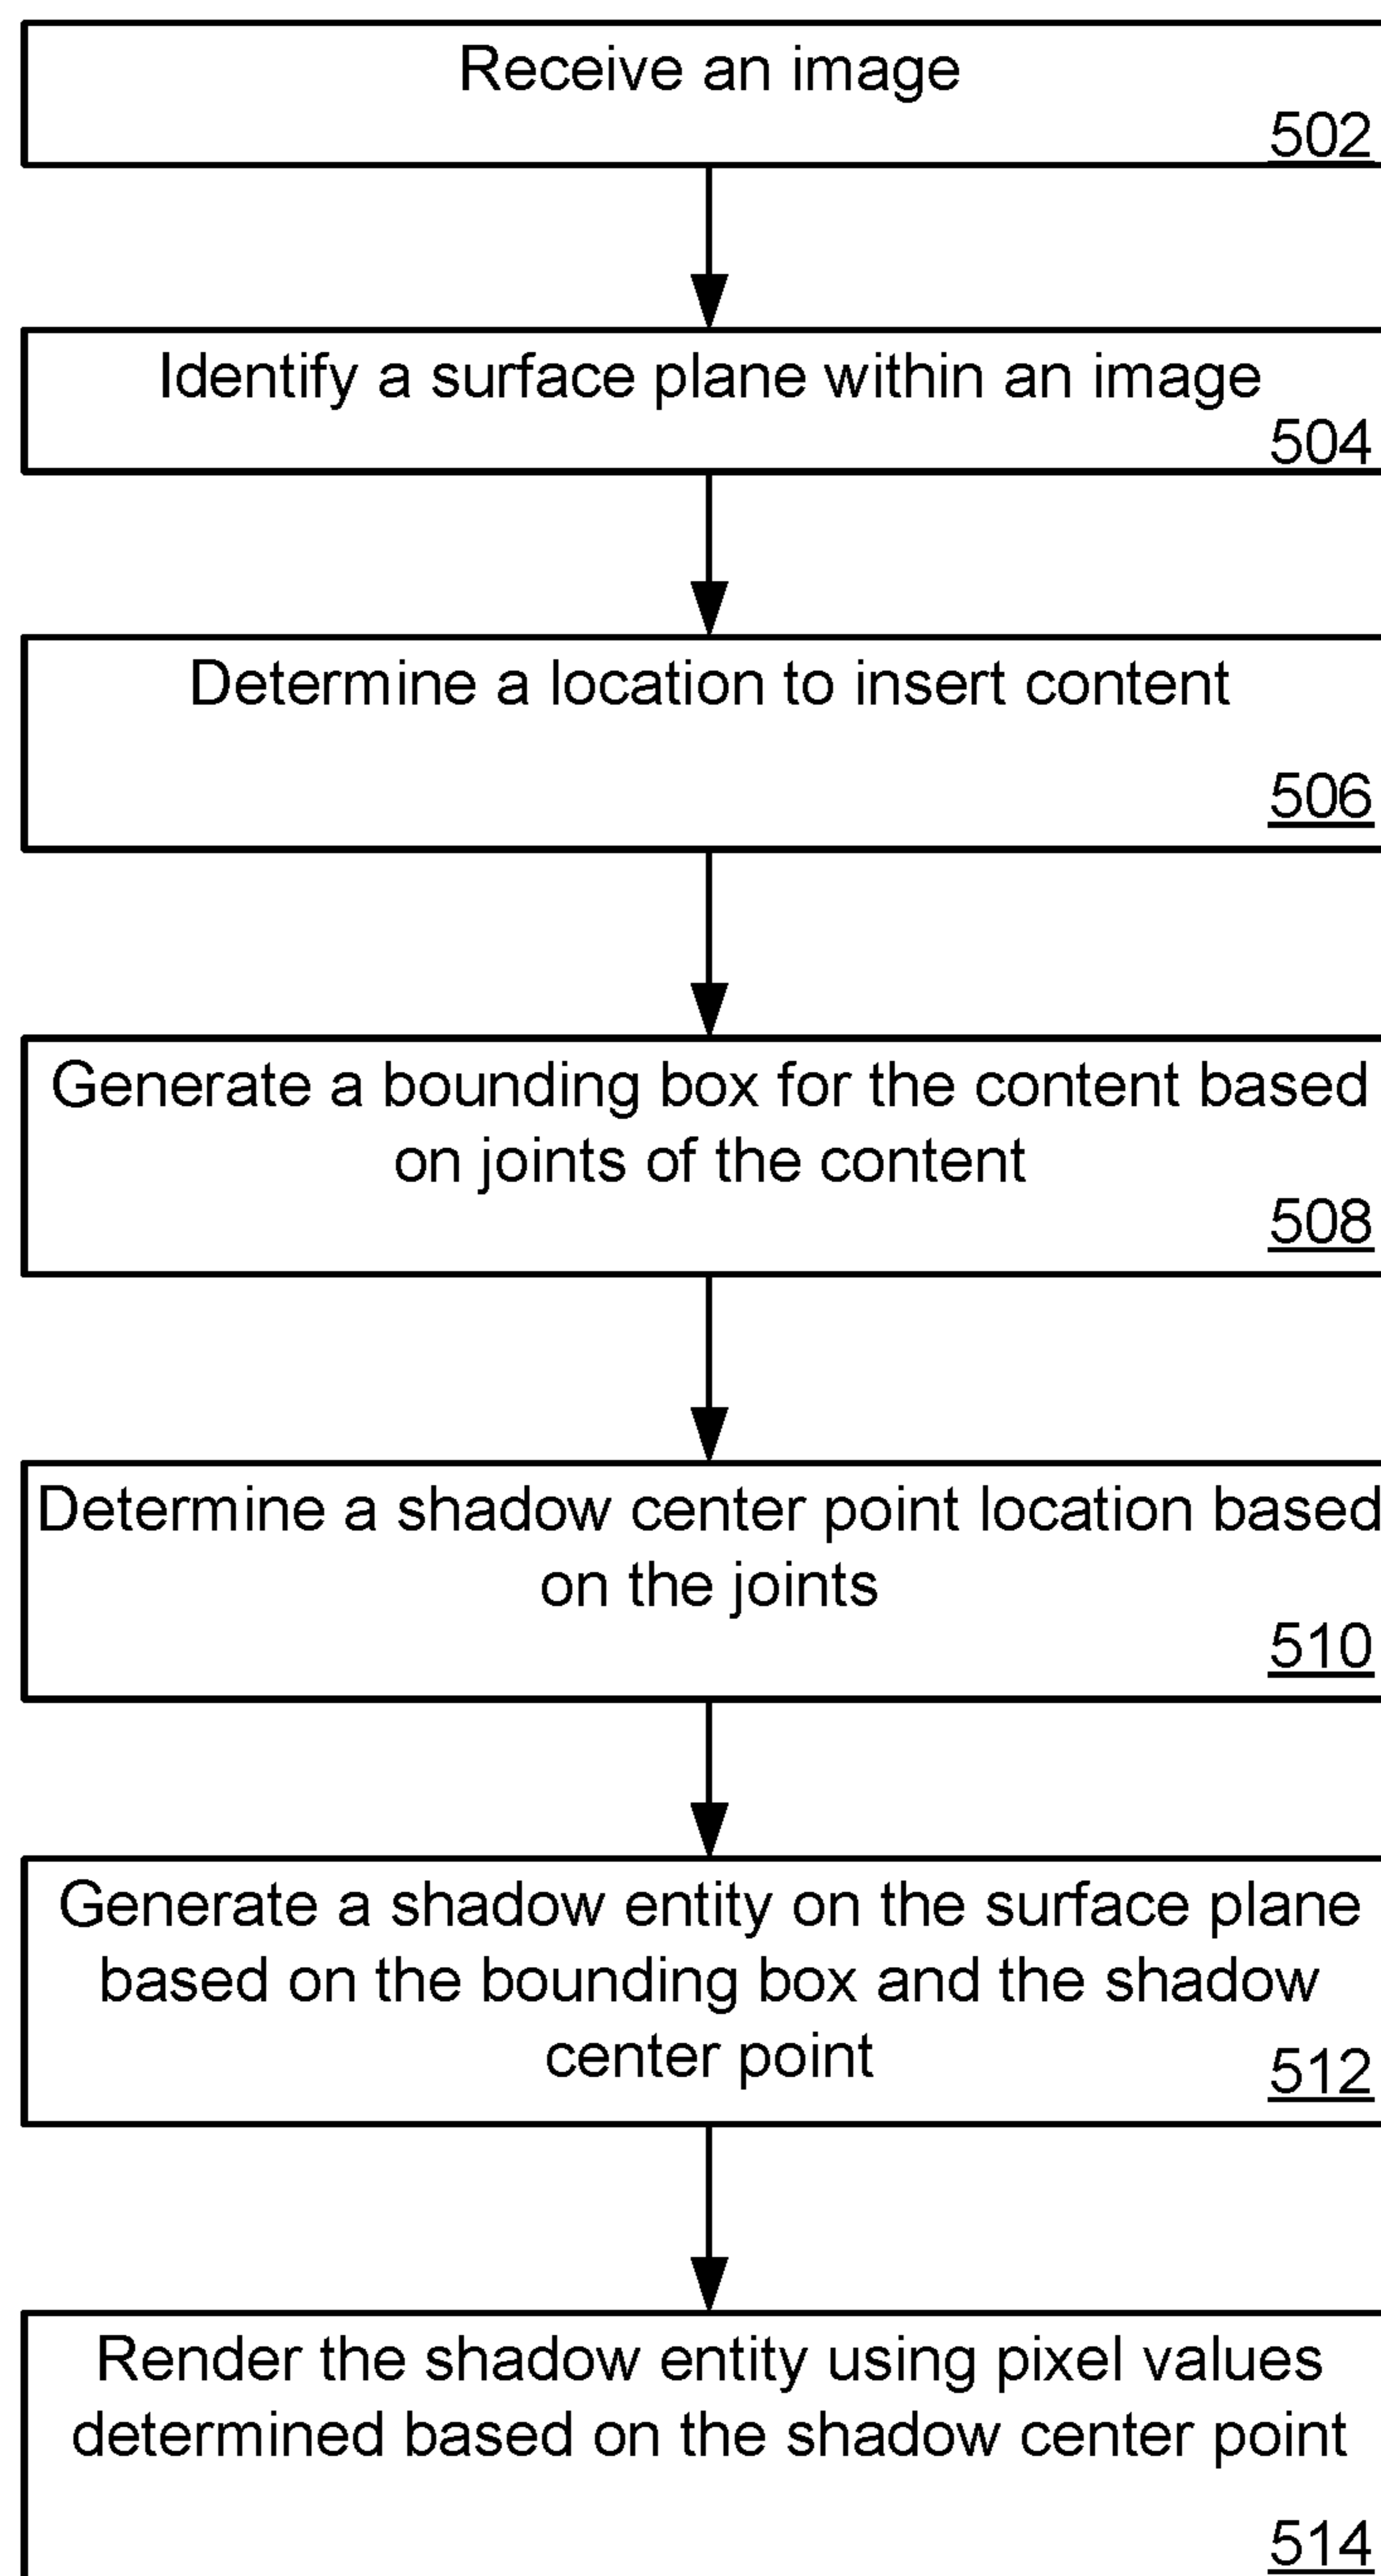 Receive an image
502
Identify a surface plane within an image
504
Determine a location to insert content
506
Generate a bounding box for the content based
on joints of the content
508
Determine a shadow center point location based
on the joints
510
Generate a shadow entity on the surface plane
based on the bounding box and the shadow
center point
512
Render the shadow entity using pixel values
determined based on the shadow center point
514